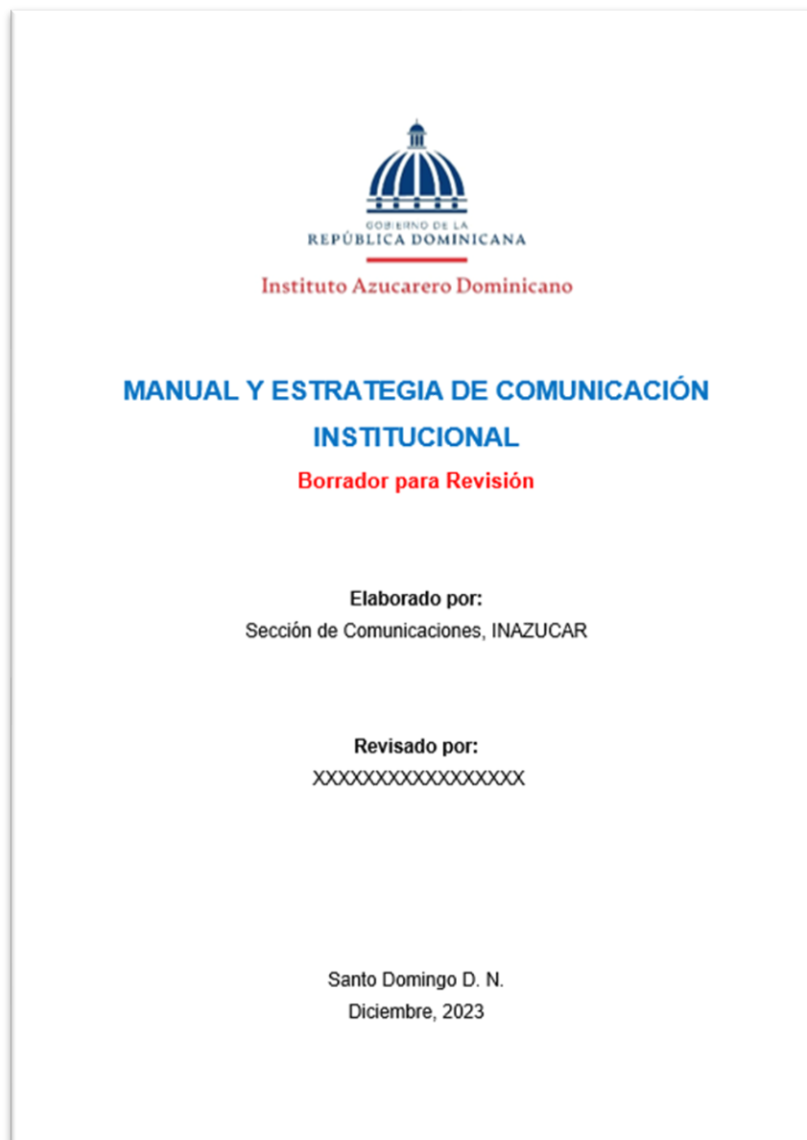 GOBIERNO DE LA
REPÚBLICA DOMINICANA
Instituto Azucarero Dominicano
MANUAL Y ESTRATEGIA DE COMUNICACIÓN
INSTITUCIONAL
Borrador para Revisión
Elaborado por:
Sección de Comunicaciones, INAZUCAR
Revisado por:
XXXXXXXXXXXXXXXXX
Santo Domingo D. N.
Diciembre, 2023